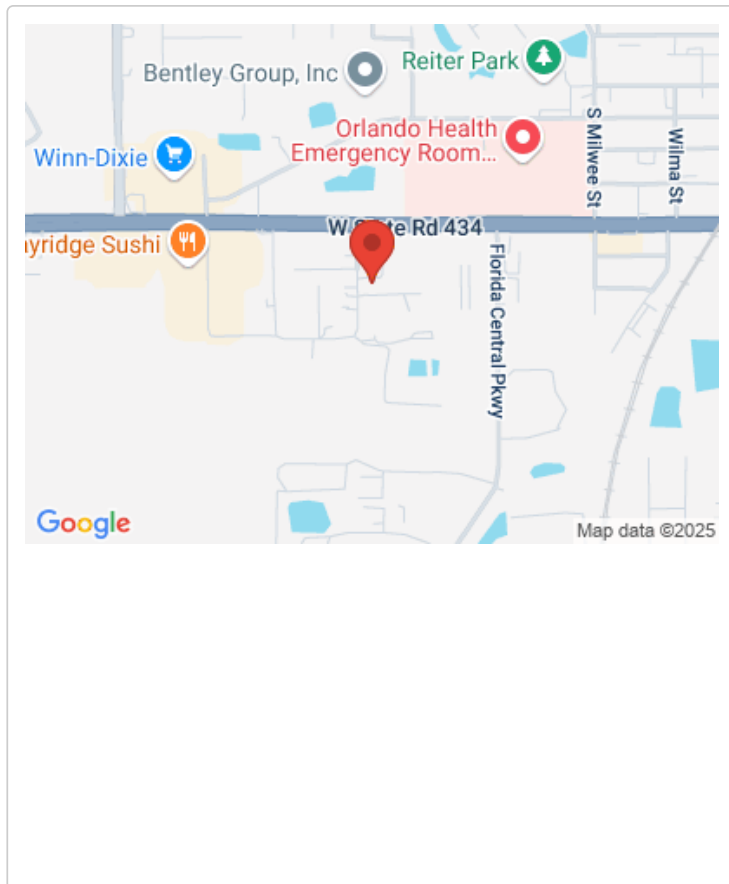 Bentley Group, Inc
Reiter Park
Orlando Health
Emergency Room...
S Milwee St
Wilma St
Winn-Dixie
W State Rd 434
yridge Sushi
Florida Central Pkwy
Google
Map data ©2025